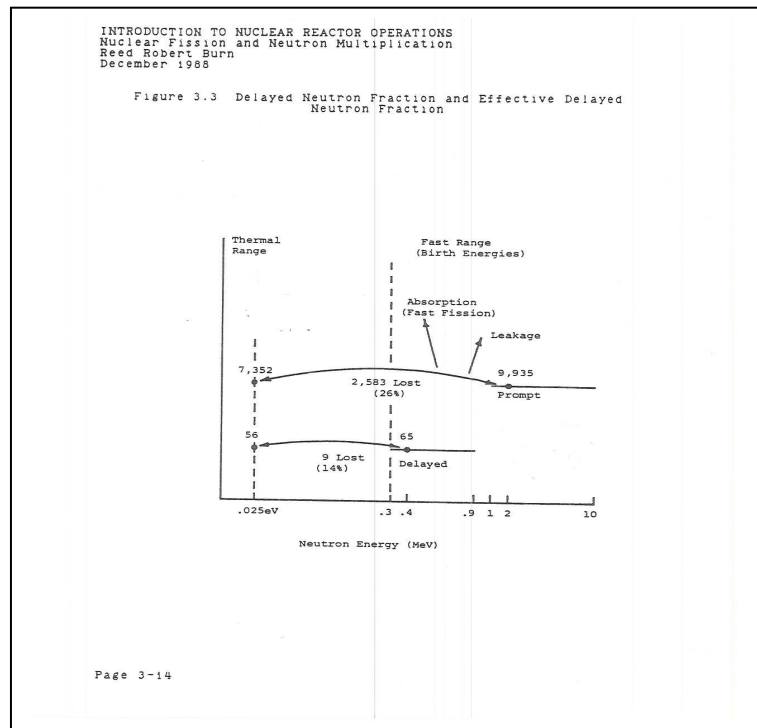 INTRODUCTION TO NUCLEAR REACTOR OPERATIONS
Nuclear Fission and Neutron Multiplication
Reed Robert Burn
December 1988
Figure 3.3 Delayed Neutron Fraction and Effective Delayed
Neutron Fraction
Thermal
Range
Fast Range
(Birth Energies)
Absorption
(Fast Fission)
Leakage
7,352
2,583 Lost
(26%)
9,935
Prompt
56
9 Lost
(14%)
65
Delayed
.025eV
.3 .4 .9 1 2 10
Neutron Energy (MeV)
Page 3-14